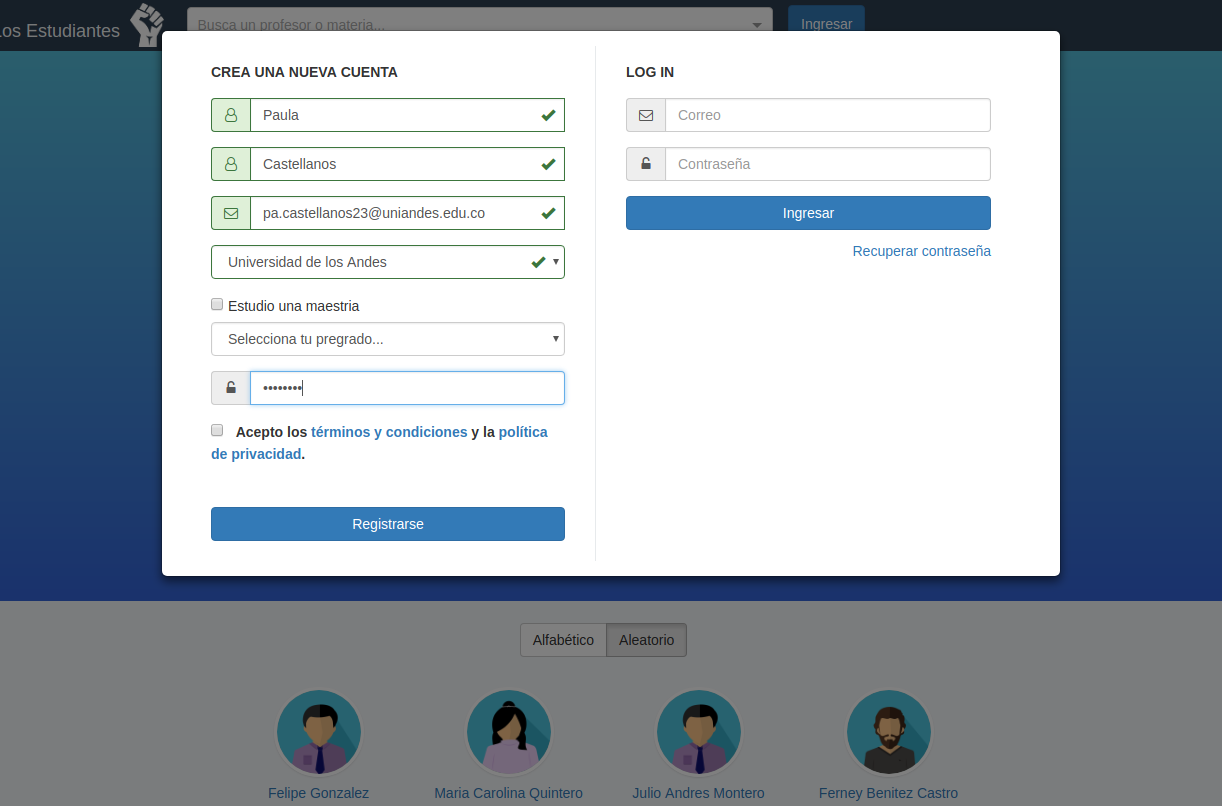 Los Estudiantes
Busca un profesor o materia...
Ingresar
CREA UNA NUEVA CUENTA
Paula
Castellanos
pa.castellanos23@uniandes.edu.co
Universidad de los Andes
Estudio una maestria
Selecciona tu pregrado...
••••••••
Acepto los términos y condiciones y la política
de privacidad.
Registrarse
LOG IN
Correo
Contraseña
Ingresar
Recuperar contraseña
Alfabético
Aleatorio
Felipe Gonzalez
Maria Carolina Quintero
Julio Andres Montero
Ferney Benitez Castro